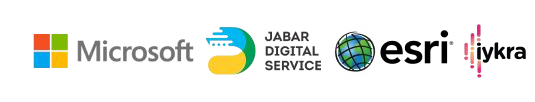 Microsoft
JABAR
DIGITAL
SERVICE
esri
iykra